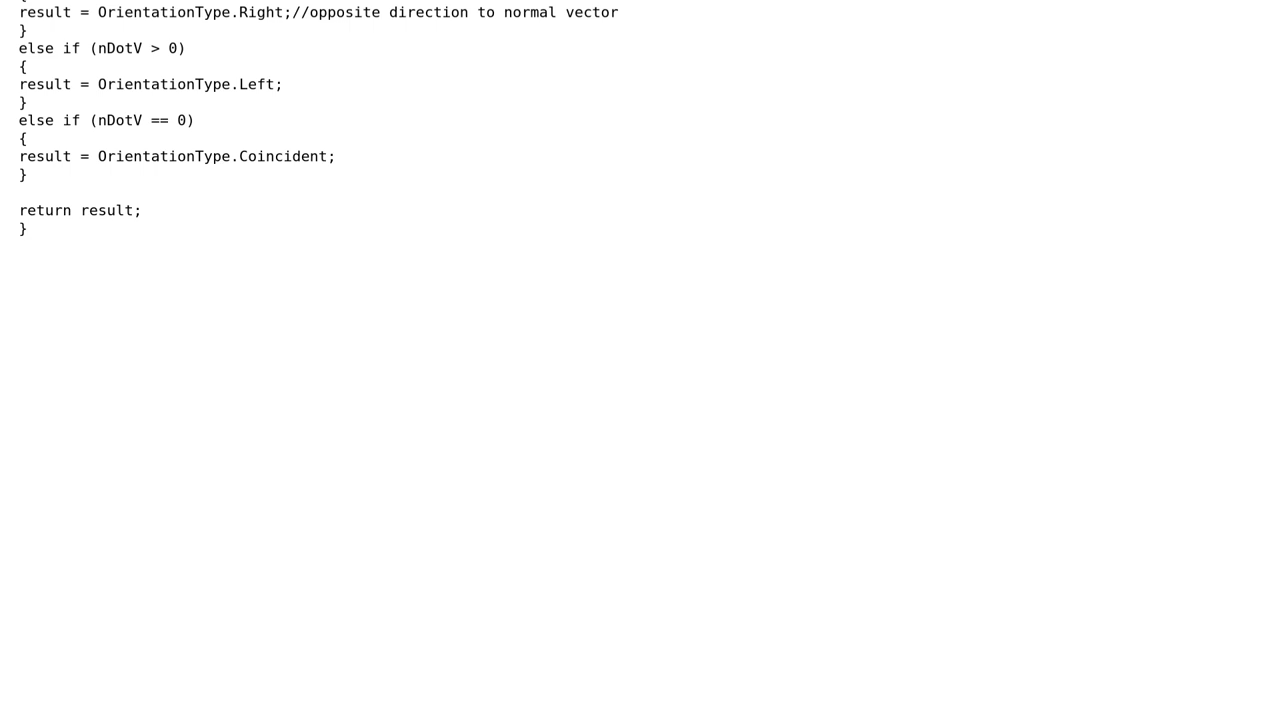 {
result = OrientationType.Right;//opposite direction to normal vector
}
else if (nDotV > 0)
{
result = OrientationType.Left;
}
else if (nDotV == 0)
{
result = OrientationType.Coincident;
}

return result;
}